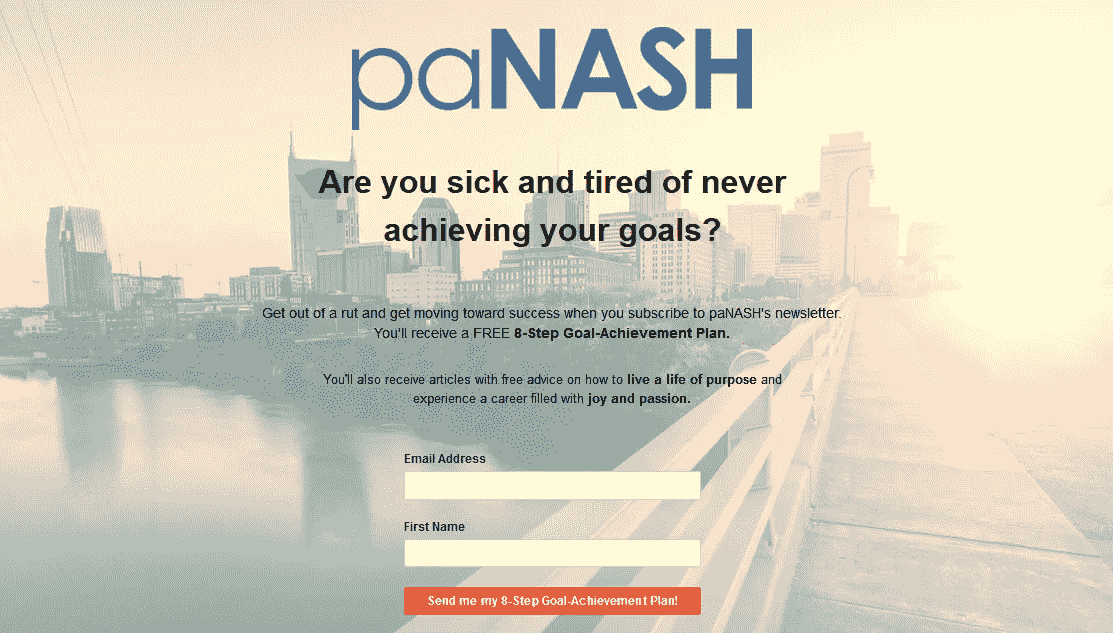 paNASH
Are you sick and tired of never
achieving your goals?
Get out of a rut and get moving toward success when you subscribe to paNASH's newsletter.
You'll receive a FREE 8-Step Goal-Achievement Plan.
You'll also receive articles with free advice on how to live a life of purpose and
experience a career filled with joy and passion.
Email Address
First Name
Send me my 8-Step Goal-Achievement Plan!